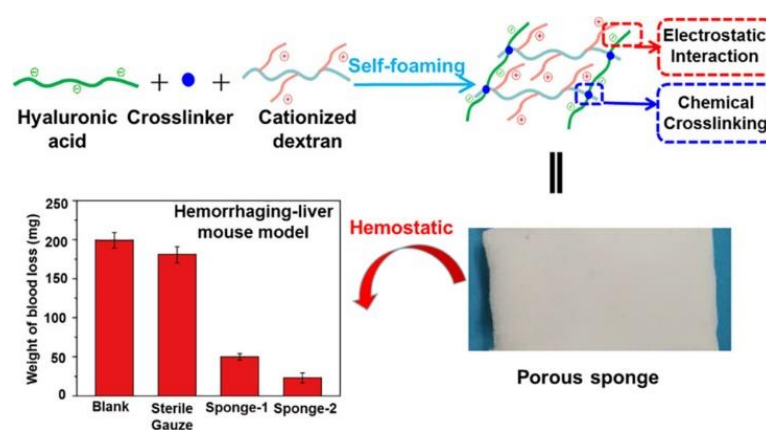 Hyaluronic
acid
+
Crosslinker
+
Cationized
dextran
Self-foaming
Electrostatic
Interaction
Chemical
Crosslinking
Hemorrhaging-liver
mouse model
Weight of blood loss (mg)
250
200
150
100
50
0
Blank
Sterile
Gauze
Sponge-1
Sponge-2
Hemostatic
Porous sponge